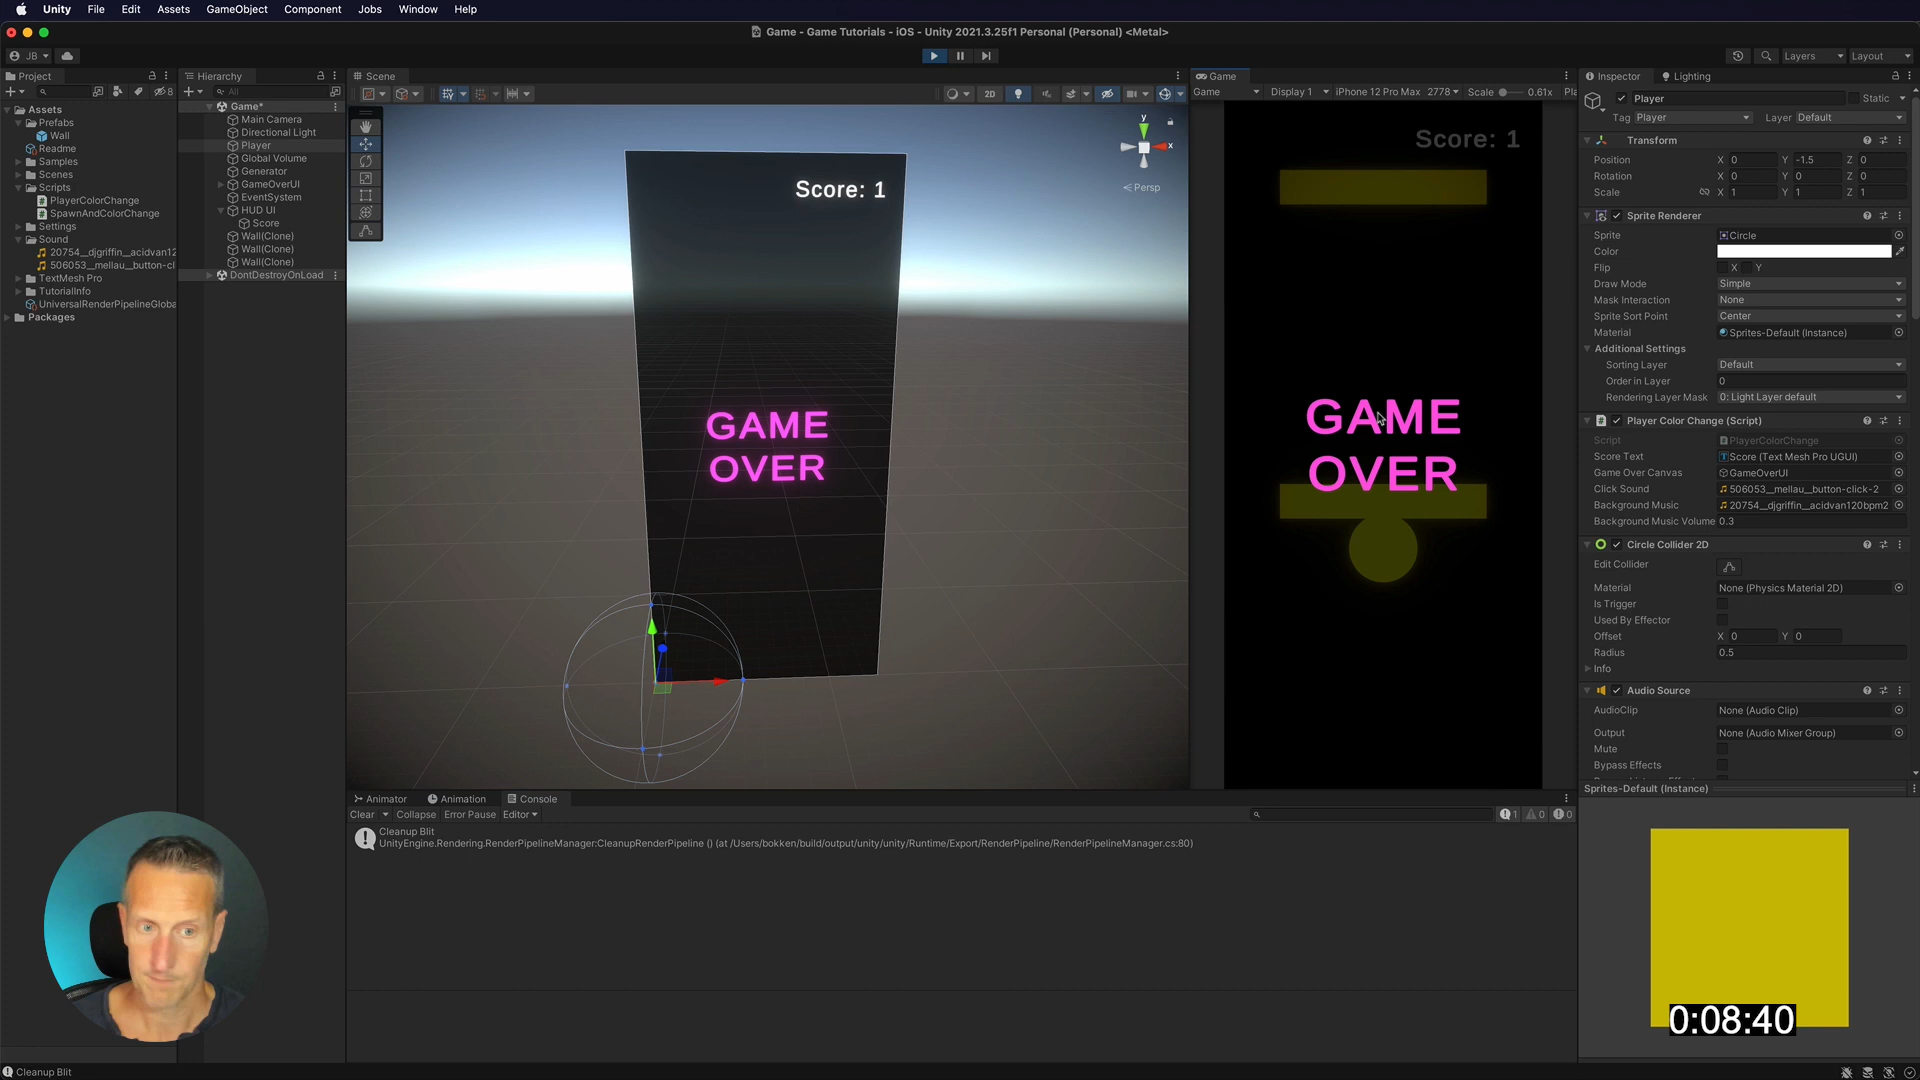 Unity File Edit Assets GameObject Component Jobs Window Help
Game - Game Tutorials - iOS - Unity 2021.3.25f1 Personal (Personal) <Metal>
JB
Layers
Layout
Project
Assets
Prefabs
Wall
Readme
Samples
Scenes
Scripts
PlayerColorChange
SpawnAndColorChange
Settings
Sound
20754__djgriffin__acidvan12
506053__mellau__button-cl
TextMesh Pro
TutorialInfo
UniversalRenderPipelineGloba
Packages
Hierarchy
All
Game*
Main Camera
Directional Light
Player
Global Volume
Generator
GameOverUI
EventSystem
HUD UI
Score
Wall(Clone)
Wall(Clone)
Wall(Clone)
DontDestroyOnLoad
Scene
2D
y
x
Persp
Score: 1
GAME
OVER
Game
Game Display 1 iPhone 12 Pro Max 2778 Scale 0.61x Pla
Score: 1
GAME
OVER
Animator Animation Console
Clear Collapse Error Pause Editor
1 0 0
Cleanup Blit
UnityEngine.Rendering.RenderPipelineManager:CleanupRenderPipeline () (at /Users/bokken/build/output/unity/unity/Runtime/Export/RenderPipeline/RenderPipelineManager.cs:80)
Inspector Lighting
Player Static
Tag Player Layer Default
Transform
Position X 0 Y -1.5 Z 0
Rotation X 0 Y 0 Z 0
Scale X 1 Y 1 Z 1
Sprite Renderer
Sprite Circle
Color
Flip X Y
Draw Mode Simple
Mask Interaction None
Sprite Sort Point Center
Material Sprites-Default (Instance)
Additional Settings
Sorting Layer Default
Order in Layer 0
Rendering Layer Mask 0: Light Layer default
Player Color Change (Script)
Script PlayerColorChange
Score Text Score (Text Mesh Pro UGUI)
Game Over Canvas GameOverUI
Click Sound 506053__mellau__button-click-2
Background Music 20754__djgriffin__acidvan120bpm2
Background Music Volume 0.3
Circle Collider 2D
Edit Collider
Material None (Physics Material 2D)
Is Trigger
Used By Effector
Offset X 0 Y 0
Radius 0.5
Info
Audio Source
AudioClip None (Audio Clip)
Output None (Audio Mixer Group)
Mute
Bypass Effects
Sprites-Default (Instance)
0:08:40
Cleanup Blit